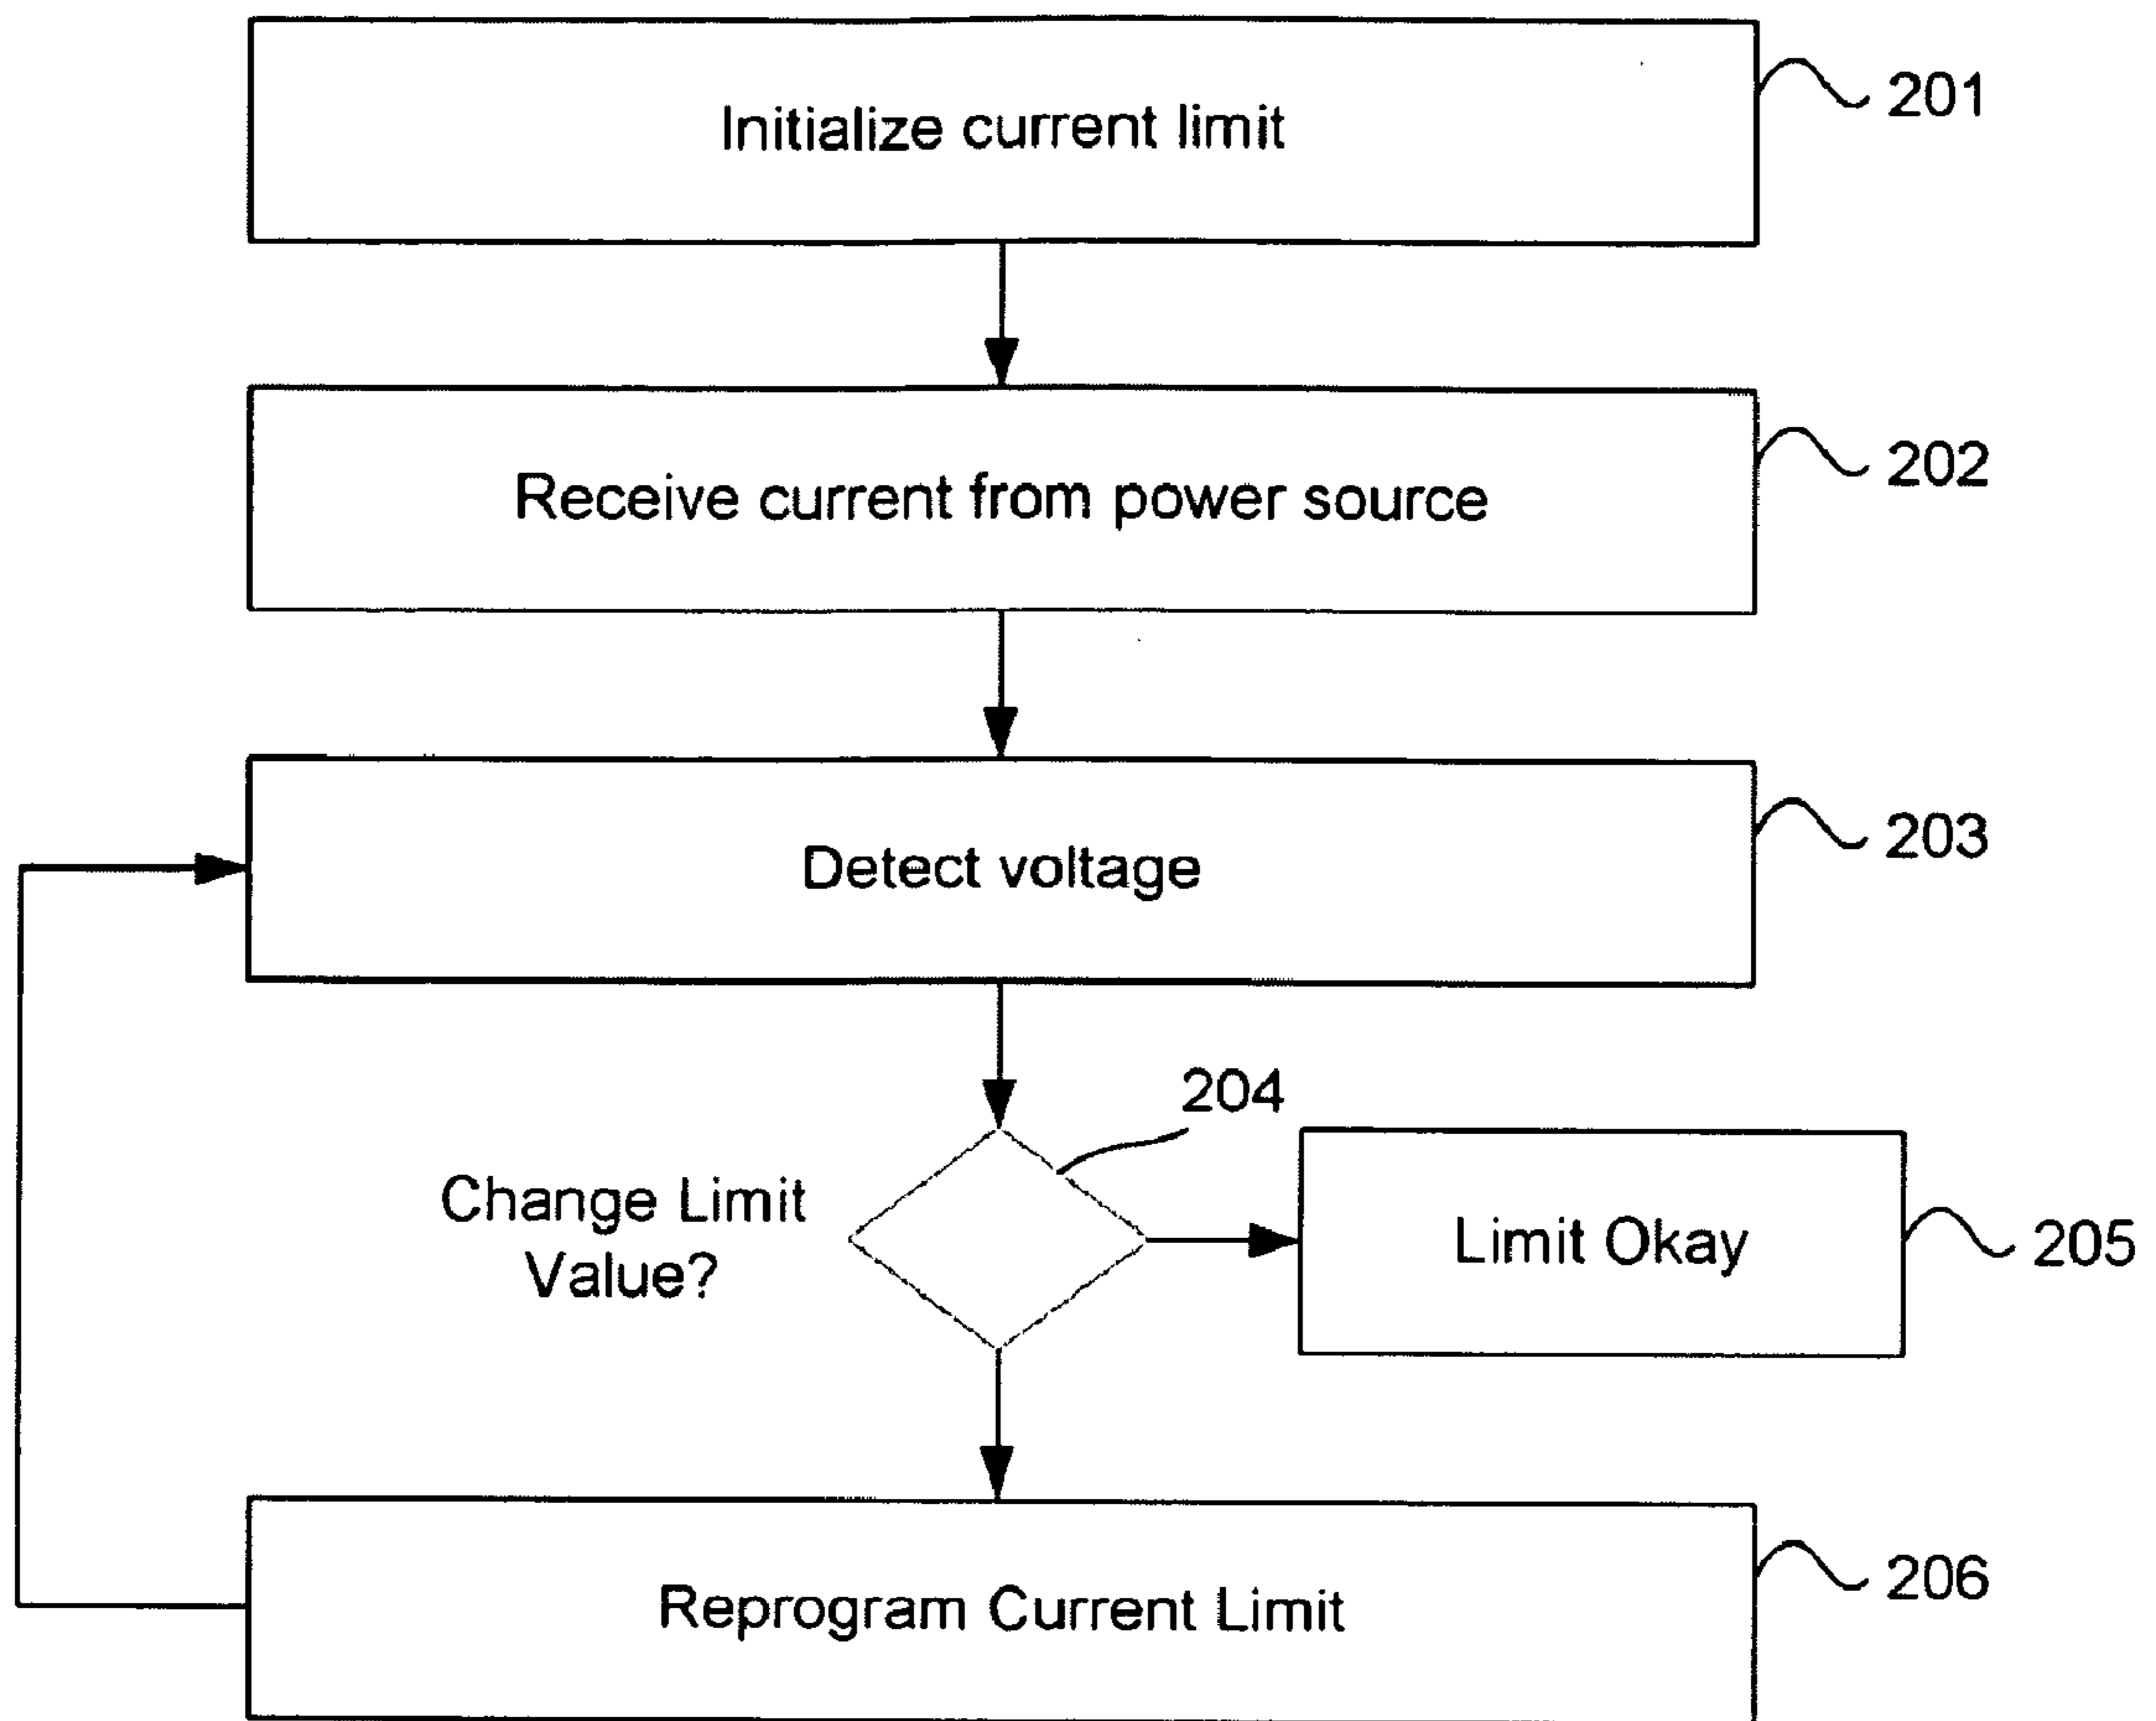 Initialize current limit
201
Receive current from power source
202
Detect voltage
203
204
Change Limit
Value?
Limit Okay
205
Reprogram Current Limit
206